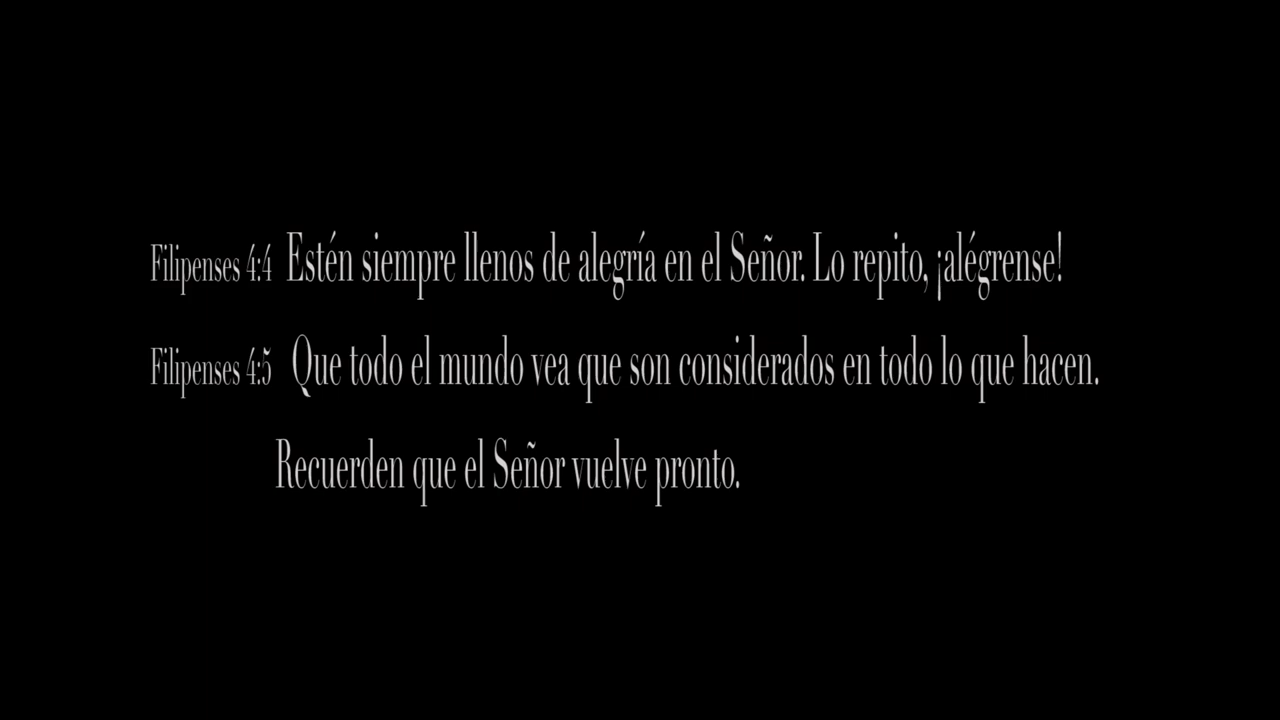 Filipenses 4:4 Estén siempre llenos de alegría en el Señor. Lo repito, ¡alégrense!
Filipenses 4:5 Que todo el mundo vea que son considerados en todo lo que hacen.
Recuerden que el Señor vuelve pronto.